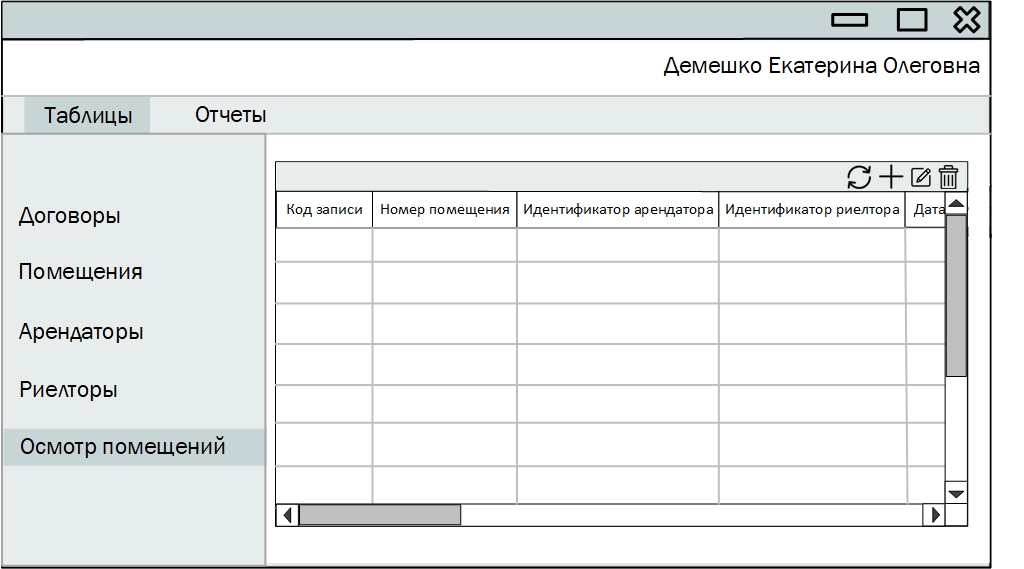 Демешко Екатерина Олеговна
Таблицы Отчеты
Договоры
Помещения
Арендаторы
Риелторы
Осмотр помещений
Код записи Номер помещения Идентификатор арендатора Идентификатор риелтора Дата